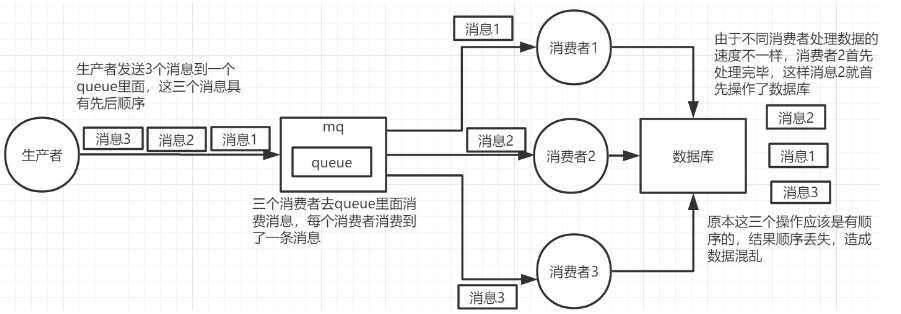 生产者发送3个消息到一个
queue里面，这三个消息具
有先后顺序
生产者
消息3
消息2
消息1
mq
queue
三个消费者去queue里面消
费消息，每个消费者消费到
了一条消息
消息1
消费者1
消息2
消费者2
消息3
消费者3
数据库
由于不同消费者处理数据的
速度不一样，消费者2首先
处理完毕，这样消息2就首
先操作了数据库
消息2
消息1
消息3
原本这三个操作应该是有顺
序的，结果顺序丢失，造成
数据混乱